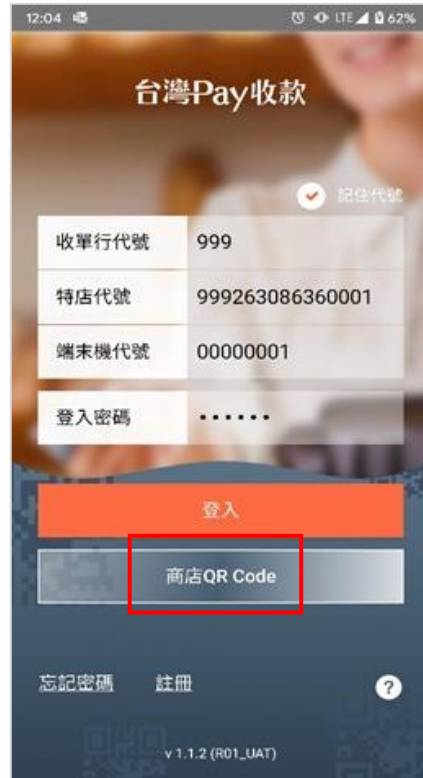 12:04 LTE 62%
台灣Pay收款
記住代號
收單行代號 999
特店代號 999263086360001
端末機代號 00000001
登入密碼 ••••••
登入
商店QR Code
忘記密碼 註冊 ?
v 1.1.2 (R01_UAT)